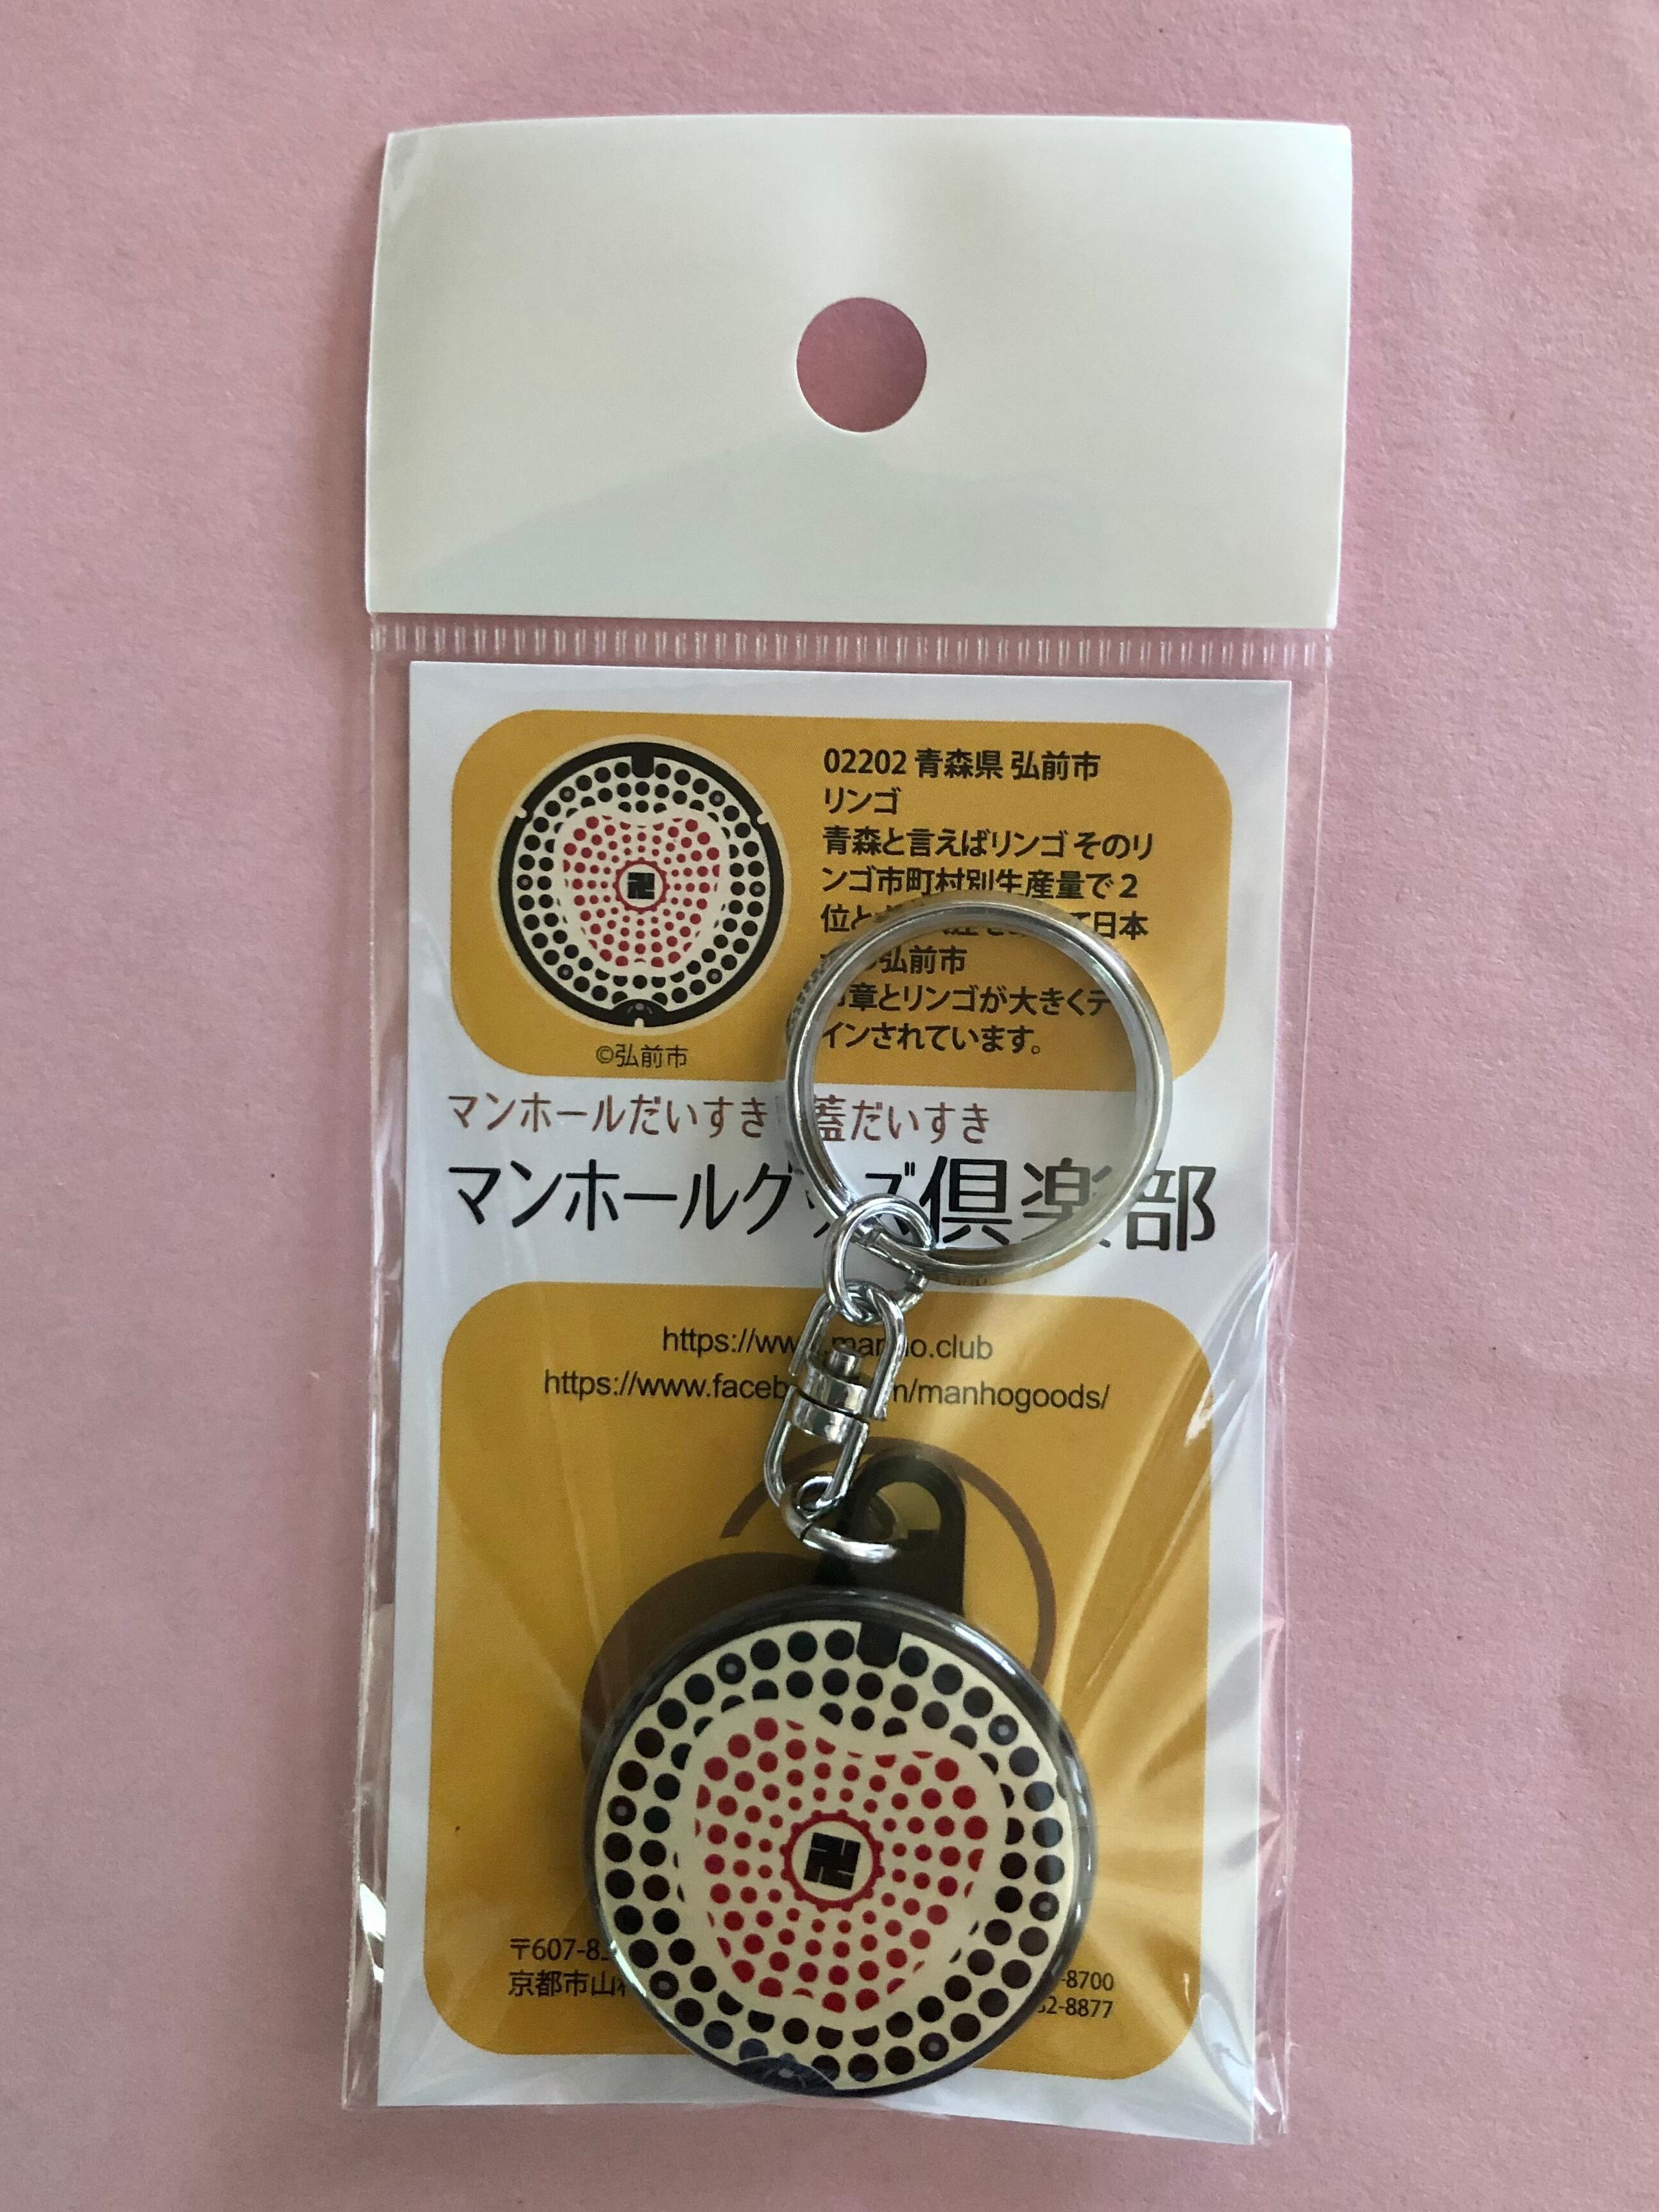 02202 青森県 弘前市
リンゴ
青森と言えばリンゴ そのリ
ンゴ市町村別生産量で2
位と て日本
弘前市
章とリンゴが大きくデ
インされています。
©弘前市
マンホールだいすき 蓋だいすき
マンホールグッズ倶楽部
https://www.manho.club
https://www.faceb m/manhogoods/
〒607-8
京都市山
-8700
2-8877